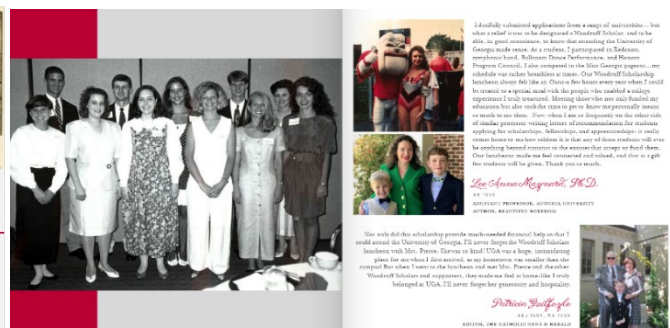 I dutifully submitted applications from a range of universities... but
what a relief it was to be designated a Woodruff Scholar, and to be
able, in good conscience, to know that attending the University of
Georgia made sense. As a student, I participated in Redcoats,
symphonic band, Ballroom Dance Performance, and Honors
Program Council. I also competed in the Miss Georgia pageant...my
schedule was rather breathless at times. Our Woodruff Scholarship
luncheon always felt like an
few hours every year when I could
be treated to a special meal with the people who enabled a college
experience I truly treasured. Meeting those who not only funded my
education but also took the time to get to know me personally means
so much to me then. Now, when I am so frequently on the other side
of similar processes writing letters of recommendation for students
applying for scholarships, fellowships, and apprenticeships- it really
comes home to me how seldom it is that any of these students will ever
be anything beyond statistics to the entities that accept or fund them.
Our luncheons made me feel connected and valued, and that is a gift
few students will be given. Thank you so much.
Lee Anna Maynard, Ph.D.
ASSISTANT PROFESSOR, AUGUSTA UNIVERSITY
AUTHOR, BEAUTIFUL BOREDOM
Not only did this scholarship provide much-needed financial help so that I
could attend the University of Georgia, I'll never forget the Woodruff Scholars
luncheon with Mrs. Pierce. She was so kind! UGA was a huge, intimidating
place for me when I first arrived, as my hometown was smaller than the
campus! But when I went to the luncheon and met Mrs. Pierce and the other
Woodruff Scholars and supporters, they made me feel at home-like I truly
belonged at UGA. I'll never forget her generosity and hospitality.
Patricia Guilfoyle
EDITOR, THE CATHOLIC NEWS HERALD